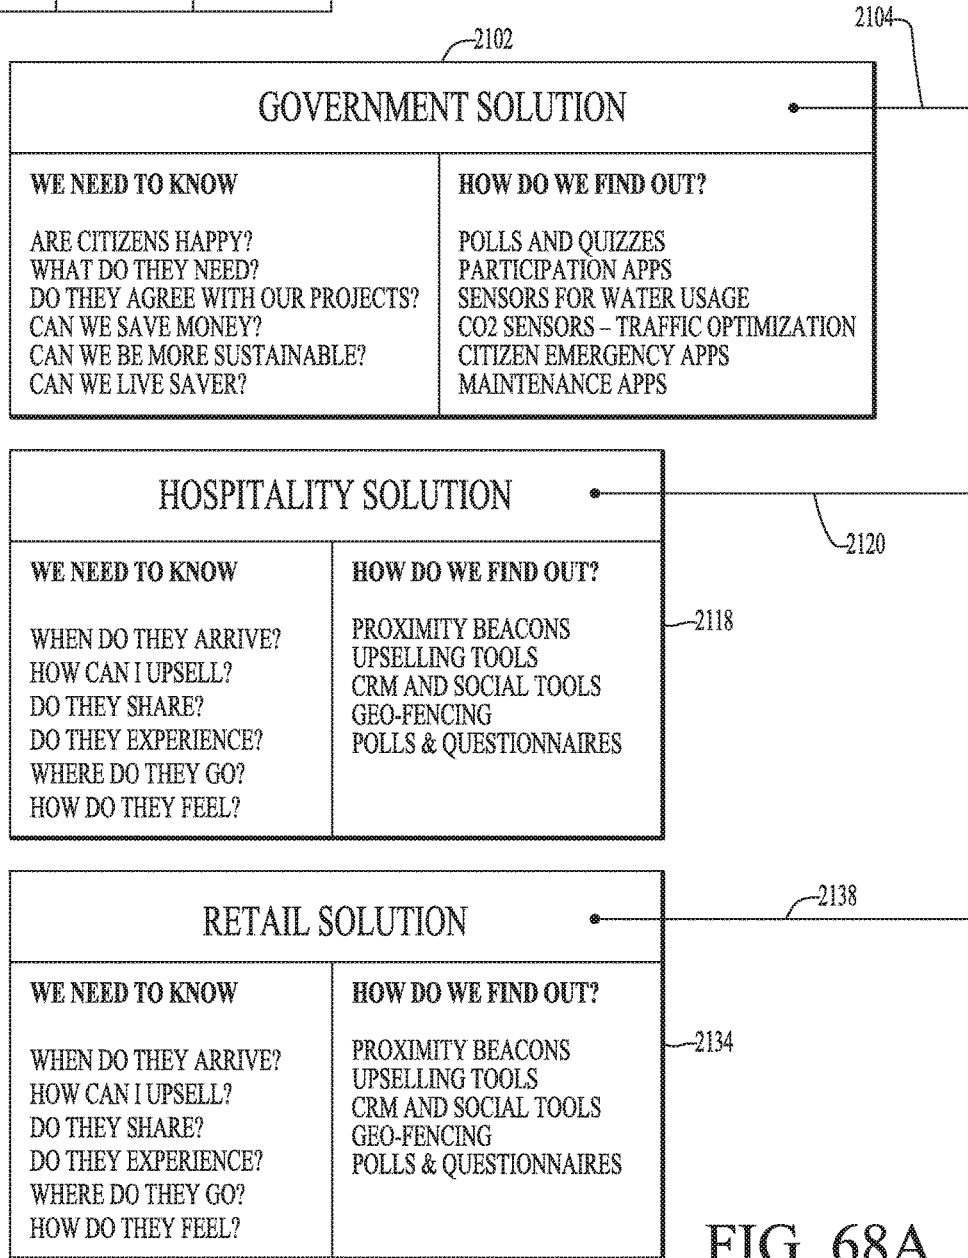 2104
2102
GOVERNMENT SOLUTION
WE NEED TO KNOW
ARE CITIZENS HAPPY?
WHAT DO THEY NEED?
DO THEY AGREE WITH OUR PROJECTS?
CAN WE SAVE MONEY?
CAN WE BE MORE SUSTAINABLE?
CAN WE LIVE SAVER?
HOW DO WE FIND OUT?
POLLS AND QUIZZES
PARTICIPATION APPS
SENSORS FOR WATER USAGE
CO2 SENSORS – TRAFFIC OPTIMIZATION
CITIZEN EMERGENCY APPS
MAINTENANCE APPS
HOSPITALITY SOLUTION
2120
WE NEED TO KNOW
WHEN DO THEY ARRIVE?
HOW CAN I UPSELL?
DO THEY SHARE?
DO THEY EXPERIENCE?
WHERE DO THEY GO?
HOW DO THEY FEEL?
HOW DO WE FIND OUT?
PROXIMITY BEACONS
UPSELLING TOOLS
CRM AND SOCIAL TOOLS
GEO-FENCING
POLLS & QUESTIONNAIRES
2118
RETAIL SOLUTION
2138
WE NEED TO KNOW
WHEN DO THEY ARRIVE?
HOW CAN I UPSELL?
DO THEY SHARE?
DO THEY EXPERIENCE?
WHERE DO THEY GO?
HOW DO THEY FEEL?
HOW DO WE FIND OUT?
PROXIMITY BEACONS
UPSELLING TOOLS
CRM AND SOCIAL TOOLS
GEO-FENCING
POLLS & QUESTIONNAIRES
2134
FIG. 68A